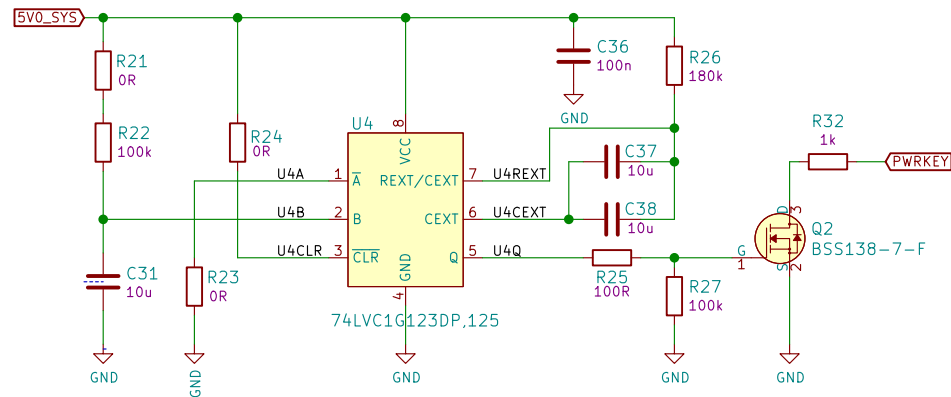 5V0_SYS
R21
0R
R22
100k
R24
0R
U4
8
VCC
C36
100n
GND
R26
180k
R32
1k
PWRKEY
U4A
1
A
REXT/CEXT
7
U4REXT
C37
10u
U4B
2
B
CEXT
6
U4CEXT
C38
10u
U4CLR
3
CLR
Q
5
U4Q
GND
4
C31
10u
R23
0R
R25
100R
R27
100k
D
3
G
1
S
2
Q2
BSS138-7-F
74LVC1G123DP,125
GND
GND
GND
GND
GND